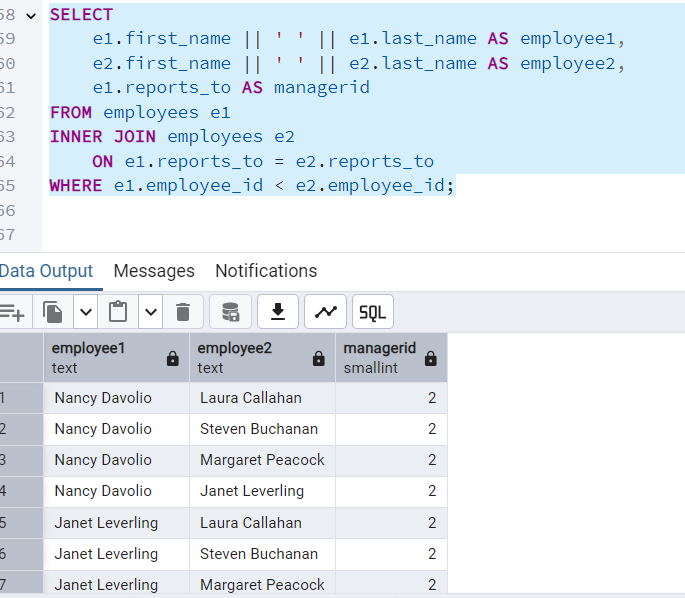 58 SELECT
59 e1.first_name || ' ' || e1.last_name AS employee1,
60 e2.first_name || ' ' || e2.last_name AS employee2,
61 e1.reports_to AS managerid
62 FROM employees e1
63 INNER JOIN employees e2
64 ON e1.reports_to = e2.reports_to
65 WHERE e1.employee_id < e2.employee_id;
66
67
Data Output Messages Notifications
SQL
employee1 employee2 managerid
text text smallint
1 Nancy Davolio Laura Callahan 2
2 Nancy Davolio Steven Buchanan 2
3 Nancy Davolio Margaret Peacock 2
4 Nancy Davolio Janet Leverling 2
5 Janet Leverling Laura Callahan 2
6 Janet Leverling Steven Buchanan 2
7 Janet Leverling Margaret Peacock 2